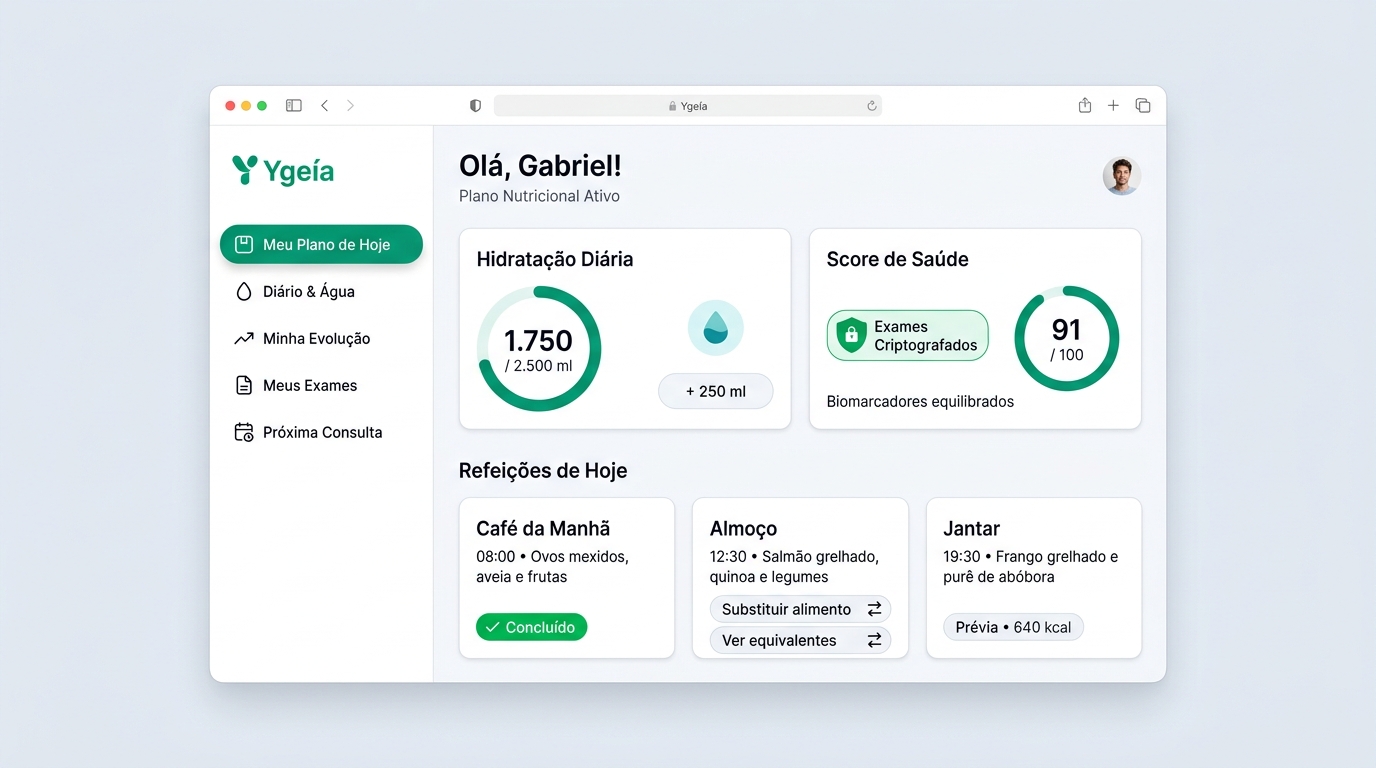 Ygeía
Ygeía
Meu Plano de Hoje
Diário & Água
Minha Evolução
Meus Exames
Próxima Consulta
Olá, Gabriel!
Plano Nutricional Ativo
Hidratação Diária
1.750
/ 2.500 ml
+ 250 ml
Score de Saúde
Exames
Criptografados
91
/ 100
Biomarcadores equilibrados
Refeições de Hoje
Café da Manhã
08:00 • Ovos mexidos,
aveia e frutas
Concluído
Almoço
12:30 • Salmão grelhado,
quinoa e legumes
Substituir alimento
Ver equivalentes
Jantar
19:30 • Frango grelhado e
purê de abóbora
Prévia • 640 kcal